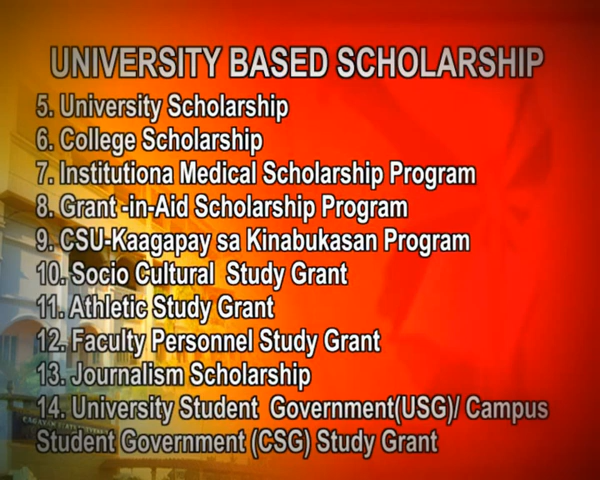 UNIVERSITY BASED SCHOLARSHIP
5. University Scholarship
6. College Scholarship
7. Institutiona Medical Scholarship Program
8. Grant -in-Aid Scholarship Program
9. CSU-Kaagapay sa Kinabukasan Program
10. Socio Cultural  Study Grant
11. Athletic Study Grant
12. Faculty Personnel Study Grant
13. Journalism Scholarship
14. University Student  Government(USG)/ Campus
Student Government (CSG) Study Grant